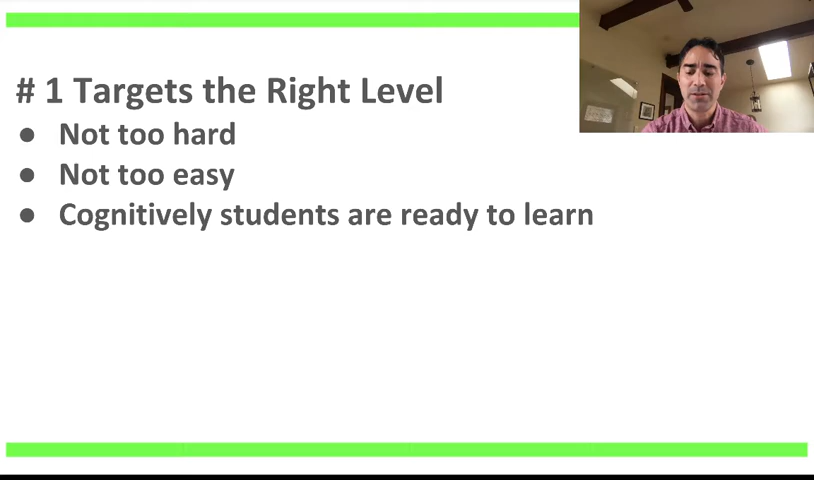 # 1 Targets the Right Level
● Not too hard
● Not too easy
● Cognitively students are ready to learn